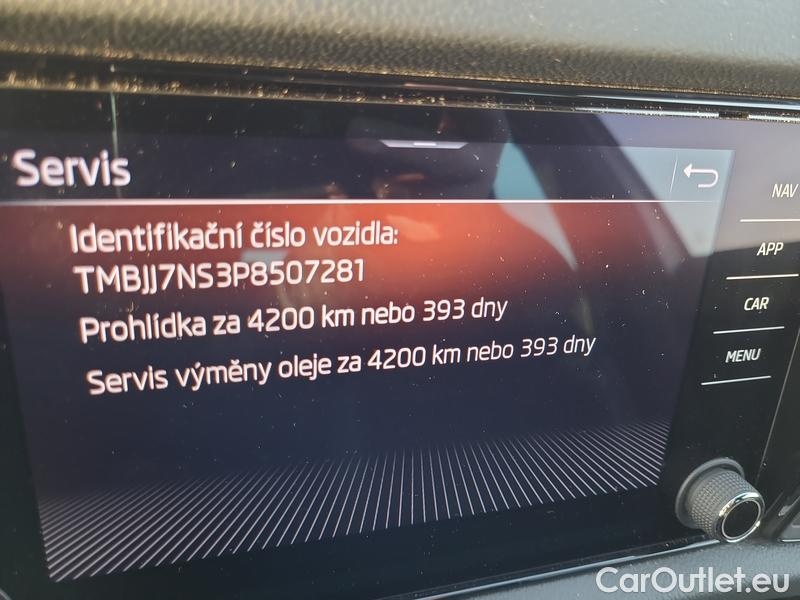 Servis
NAV
Identifikační číslo vozidla:
TMBJJ7NS3P8507281
APP
Prohlídka za 4200 km nebo 393 dny
CAR
Servis výměny oleje za 4200 km nebo 393 dny
MENU
CarOutlet.eu